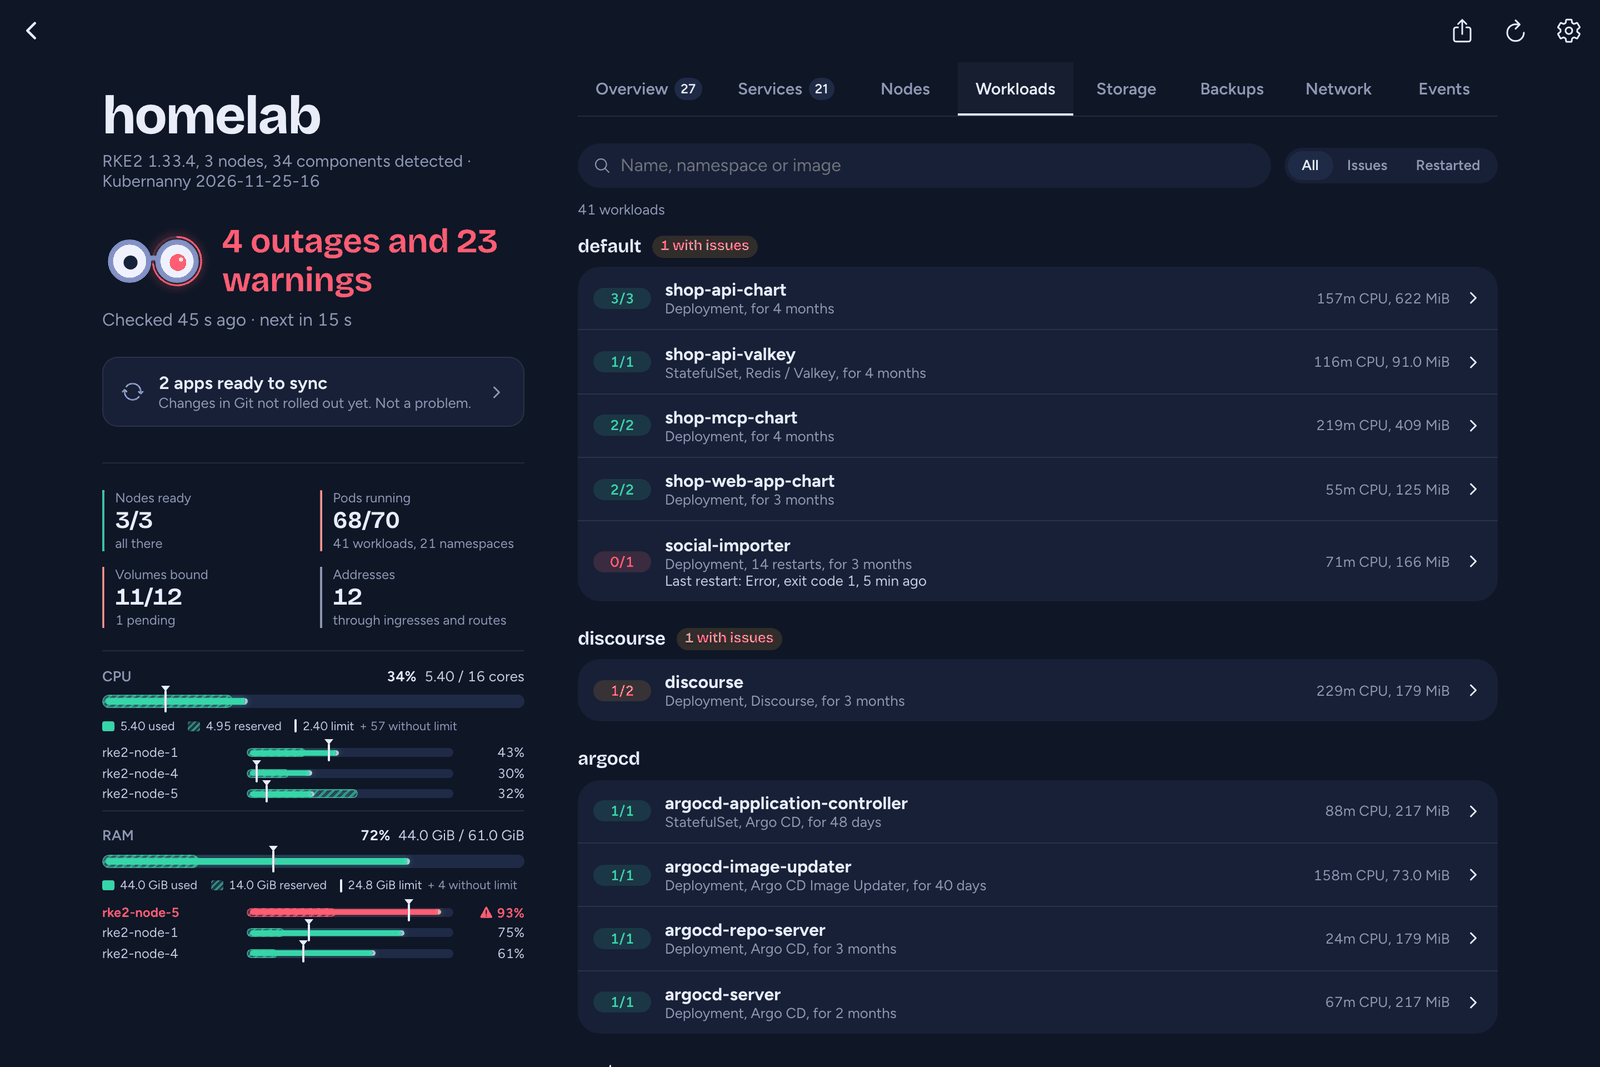 homelab
RKE2 1.33.4, 3 nodes, 34 components detected ·
Kubernanny 2026-11-25-16
4 outages and 23
warnings
Checked 45 s ago · next in 15 s
2 apps ready to sync
Changes in Git not rolled out yet. Not a problem.
Nodes ready
3/3
all there
Pods running
68/70
41 workloads, 21 namespaces
Volumes bound
11/12
1 pending
Addresses
12
through ingresses and routes
CPU 34% 5.40 / 16 cores
5.40 used 4.95 reserved 2.40 limit + 57 without limit
rke2-node-1 43%
rke2-node-4 30%
rke2-node-5 32%
RAM 72% 44.0 GiB / 61.0 GiB
44.0 GiB used 14.0 GiB reserved 24.8 GiB limit + 4 without limit
rke2-node-5 93%
rke2-node-1 75%
rke2-node-4 61%
Overview 27 Services 21 Nodes Workloads Storage Backups Network Events
Name, namespace or image
All Issues Restarted
41 workloads
default 1 with issues
3/3 shop-api-chart 157m CPU, 622 MiB
Deployment, for 4 months
1/1 shop-api-valkey 116m CPU, 91.0 MiB
StatefulSet, Redis / Valkey, for 4 months
2/2 shop-mcp-chart 219m CPU, 409 MiB
Deployment, for 4 months
2/2 shop-web-app-chart 55m CPU, 125 MiB
Deployment, for 3 months
0/1 social-importer 71m CPU, 166 MiB
Deployment, 14 restarts, for 3 months
Last restart: Error, exit code 1, 5 min ago
discourse 1 with issues
1/2 discourse 229m CPU, 179 MiB
Deployment, Discourse, for 3 months
argocd
1/1 argocd-application-controller 88m CPU, 217 MiB
StatefulSet, Argo CD, for 48 days
1/1 argocd-image-updater 158m CPU, 73.0 MiB
Deployment, Argo CD Image Updater, for 40 days
1/1 argocd-repo-server 24m CPU, 179 MiB
Deployment, Argo CD, for 3 months
1/1 argocd-server 67m CPU, 217 MiB
Deployment, Argo CD, for 2 months